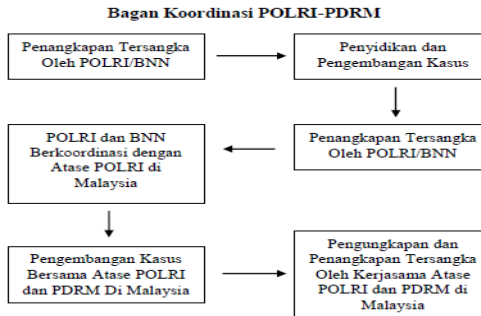 Bagan Koordinasi POLRI-PDRM
Penangkapan Tersangka
Oleh POLRI/BNN
Penyidikan dan
Pengembangan Kasus
Penangkapan Tersangka
Oleh POLRI/BNN
POLRI dan BNN
Berkoordinasi dengan
Atase POLRI di
Malaysia
Pengembangan Kasus
Bersama Atase POLRI
dan PDRM Di Malaysia
Pengungkapan dan
Penangkapan Tersangka
Oleh Kerjasama Atase
POLRI dan PDRM di
Malaysia